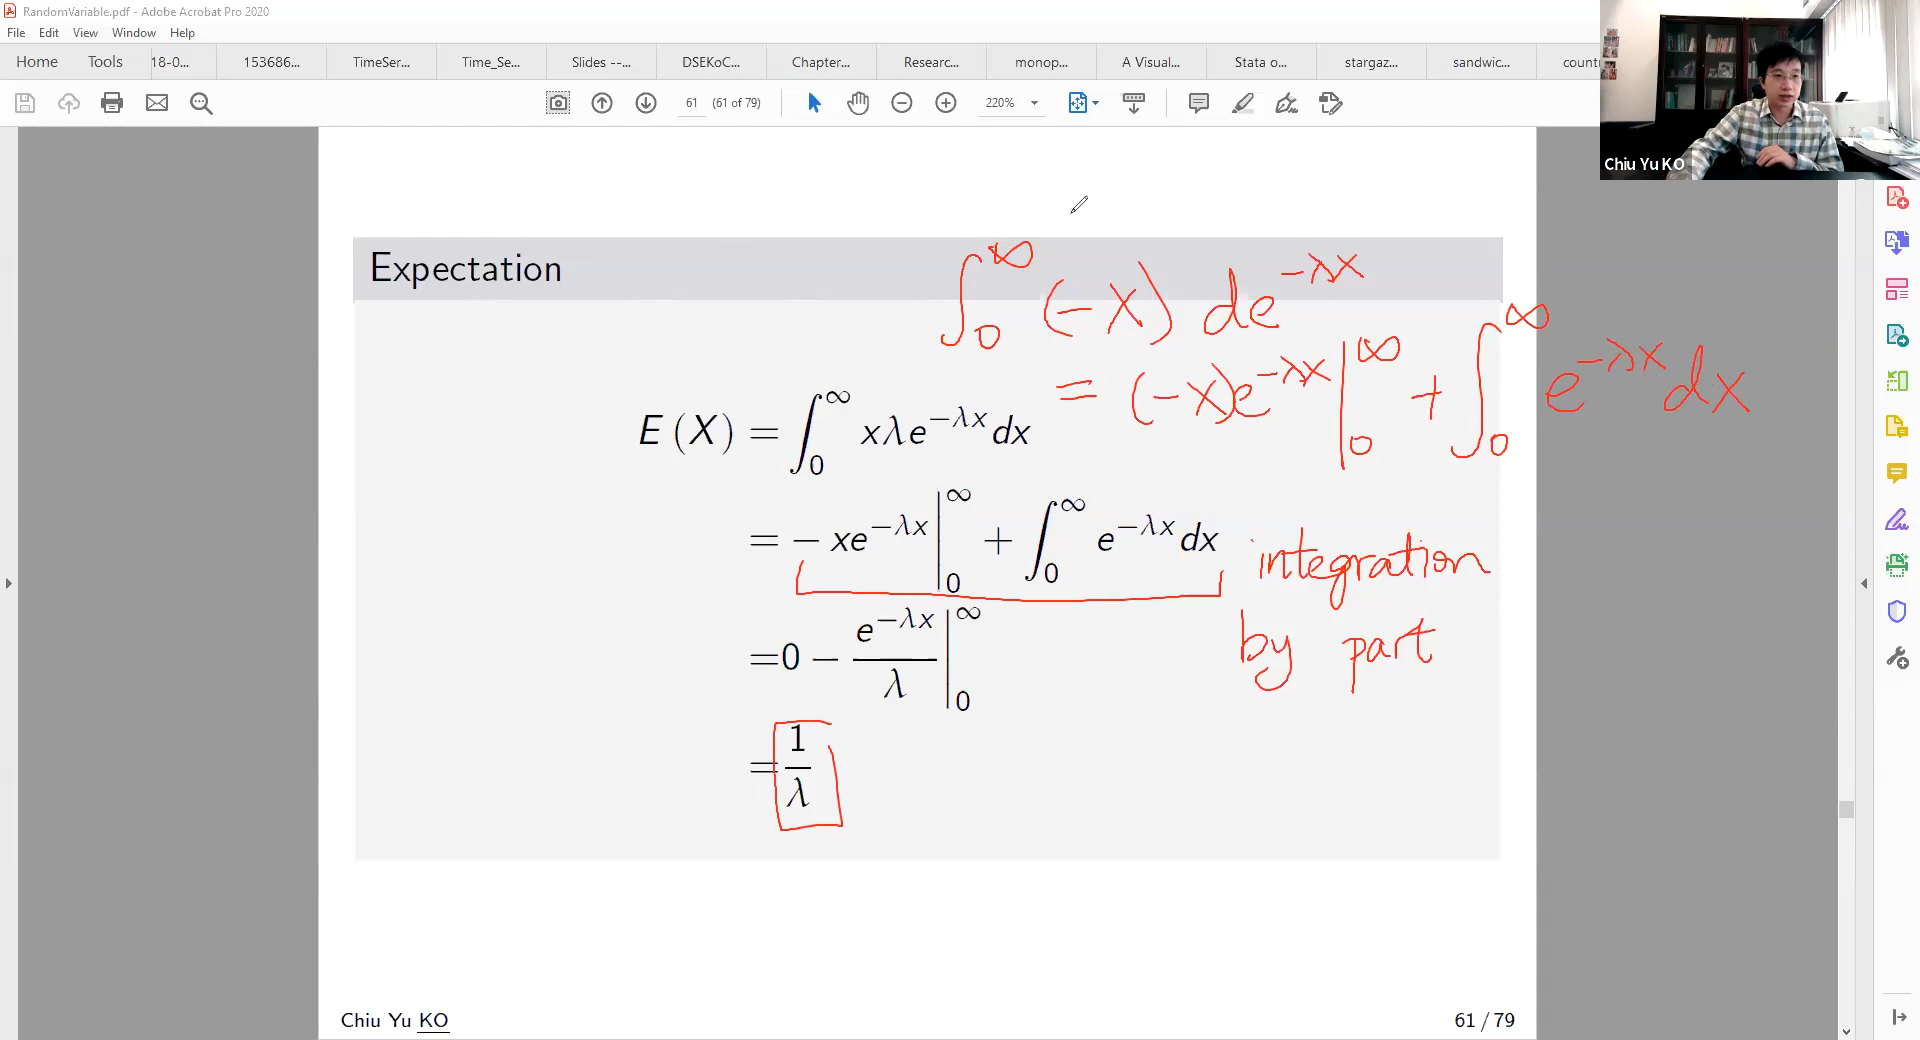 RandomVariable.pdf - Adobe Acrobat Pro 2020
File Edit View Window Help
Home Tools 18-0... 153686... TimeSer... Time_Se... Slides --... DSEKoC... Chapter... Researc... monop... A Visual... Stata o... stargaz... sandwic... count
61 (61 of 79) 220%
Chiu Yu KO
Expectation
∫₀^∞ (-x) de^{-λx}
= (-x)e^{-λx}|₀^∞ + ∫₀^∞ e^{-λx}dx
E (X) = ∫₀^∞ xλe^{-λx}dx
= - xe^{-λx}|₀^∞ + ∫₀^∞ e^{-λx}dx
integration
by part
=0 - e^{-λx}/λ|₀^∞
= 1/λ
Chiu Yu KO 61 / 79